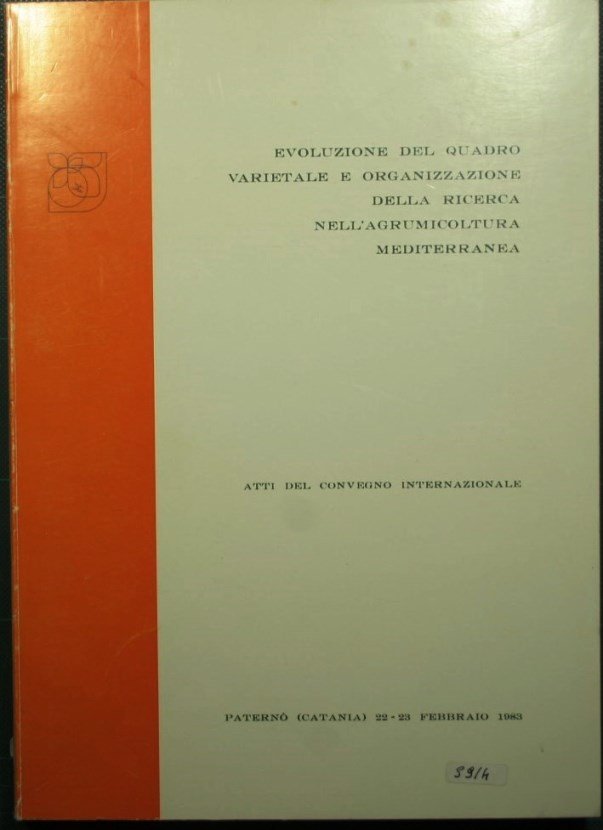 EVOLUZIONE DEL QUADRO
VARIETALE E ORGANIZZAZIONE
DELLA RICERCA
NELL'AGRUMICOLTURA
MEDITERRANEA
ATTI DEL CONVEGNO INTERNAZIONALE
PATERNÒ (CATANIA) 22 - 23 FEBBRAIO 1983